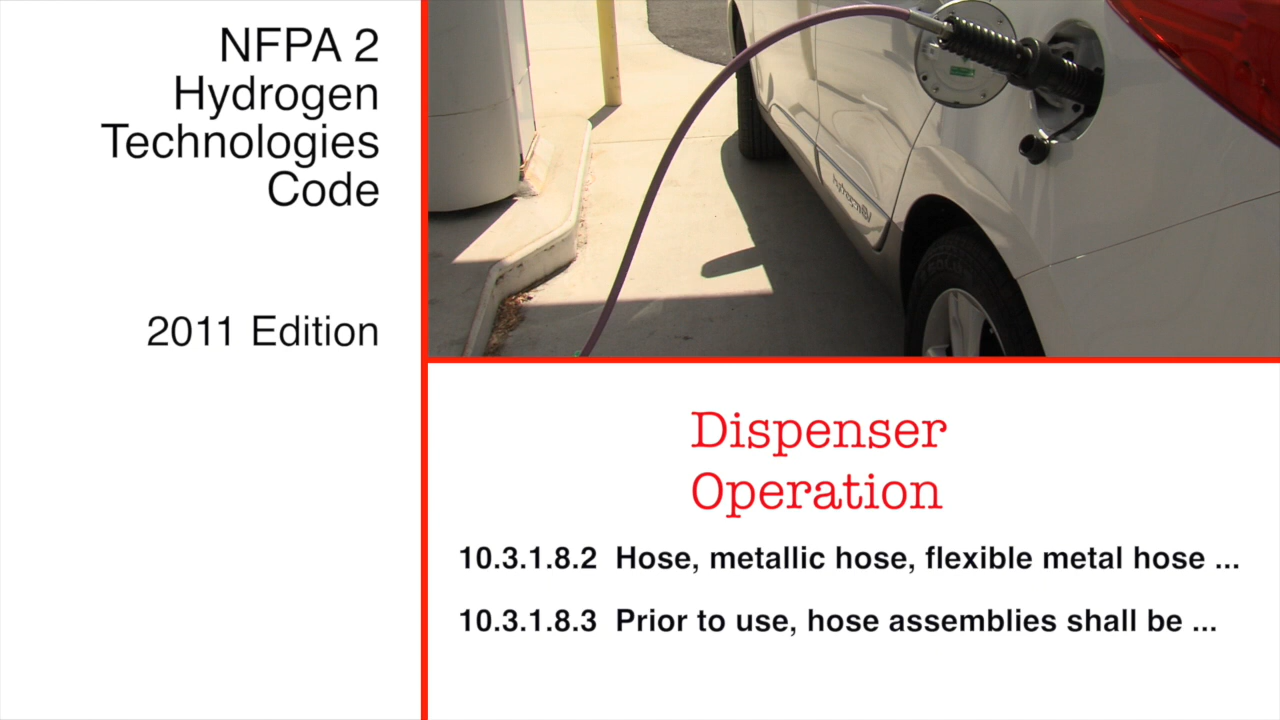 NFPA 2
Hydrogen
Technologies
Code
2011 Edition
Dispenser
Operation
10.3.1.8.2 Hose, metallic hose, flexible metal hose ...
10.3.1.8.3 Prior to use, hose assemblies shall be ...